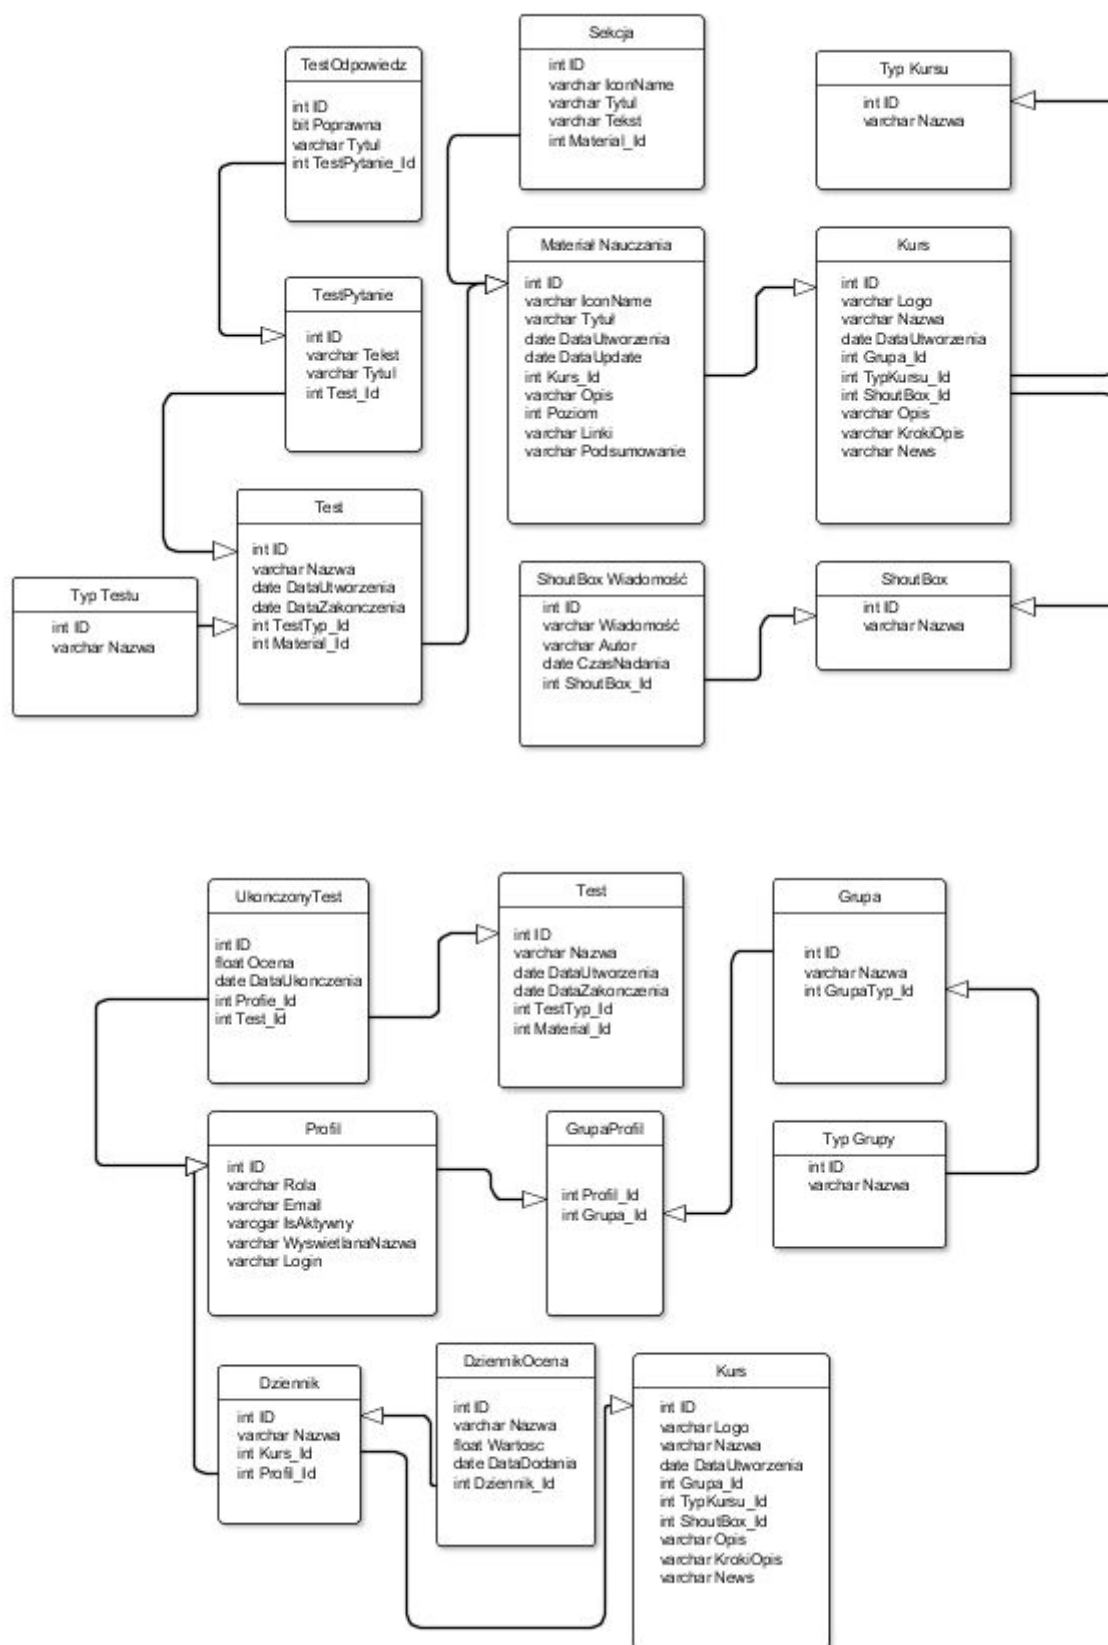 TestOdpowiedz
int ID
bit Poprawna
varchar Tytul
int TestPytanie_Id
Sekcja
int ID
varchar IconName
varchar Tytul
varchar Tekst
int Material_Id
Typ Kursu
int ID
varchar Nazwa
TestPytanie
int ID
varchar Tekst
varchar Tytul
int Test_Id
Materiał Nauczania
int ID
varchar IconName
varchar Tytuł
date DataUtworzenia
date DataUpdate
int Kurs_Id
varchar Opis
int Poziom
varchar Linki
varchar Podsumowanie
Kurs
int ID
varchar Logo
varchar Nazwa
date DataUtworzenia
int Grupa_Id
int TypKursu_Id
int ShoutBox_Id
varchar Opis
varchar KrokiOpis
varchar News
Typ Testu
int ID
varchar Nazwa
Test
int ID
varchar Nazwa
date DataUtworzenia
date DataZakonczenia
int TestTyp_Id
int Material_Id
ShoutBox Wiadomość
int ID
varchar Wiadomość
varchar Autor
date CzasNadania
int ShoutBox_Id
ShoutBox
int ID
varchar Nazwa
UkonczonyTest
int ID
float Ocena
date DataUkonczenia
int Profie_Id
int Test_Id
Test
int ID
varchar Nazwa
date DataUtworzenia
date DataZakonczenia
int TestTyp_Id
int Material_Id
Grupa
int ID
varchar Nazwa
int GrupaTyp_Id
Profil
int ID
varchar Rola
varchar Email
varcgar IsAktywny
varchar WyswietlanaNazwa
varchar Login
GrupaProfil
int Profil_Id
int Grupa_Id
Typ Grupy
int ID
varchar Nazwa
Dziennik
int ID
varchar Nazwa
int Kurs_Id
int Profil_Id
DziennikOcena
int ID
varchar Nazwa
float Wartosc
date DataDodania
int Dziennik_Id
Kurs
int ID
varchar Logo
varchar Nazwa
date DataUtworzenia
int Grupa_Id
int TypKursu_Id
int ShoutBox_Id
varchar Opis
varchar KrokiOpis
varchar News